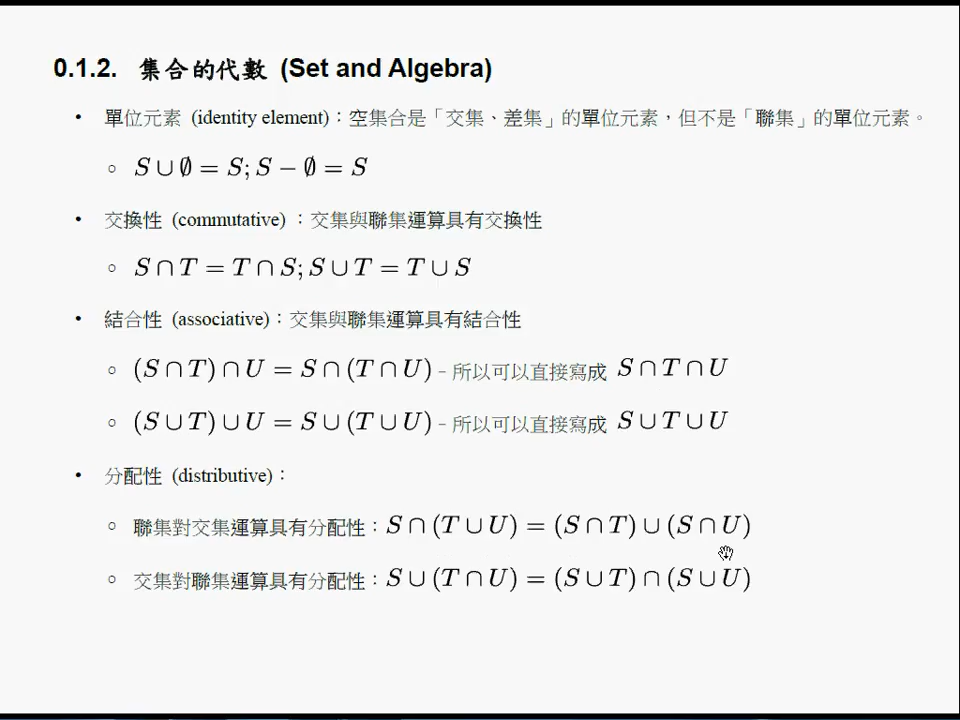 0.1.2. 集合的代數 (Set and Algebra)
• 單位元素 (identity element)：空集合是「交集、差集」的單位元素，但不是「聯集」的單位元素。
○ S ∪ ∅ = S; S − ∅ = S
• 交換性 (commutative)：交集與聯集運算具有交換性
○ S ∩ T = T ∩ S; S ∪ T = T ∪ S
• 結合性 (associative)：交集與聯集運算具有結合性
○ (S ∩ T) ∩ U = S ∩ (T ∩ U) - 所以可以直接寫成 S ∩ T ∩ U
○ (S ∪ T) ∪ U = S ∪ (T ∪ U) - 所以可以直接寫成 S ∪ T ∪ U
• 分配性 (distributive)：
○ 聯集對交集運算具有分配性：S ∩ (T ∪ U) = (S ∩ T) ∪ (S ∩ U)
○ 交集對聯集運算具有分配性：S ∪ (T ∩ U) = (S ∪ T) ∩ (S ∪ U)